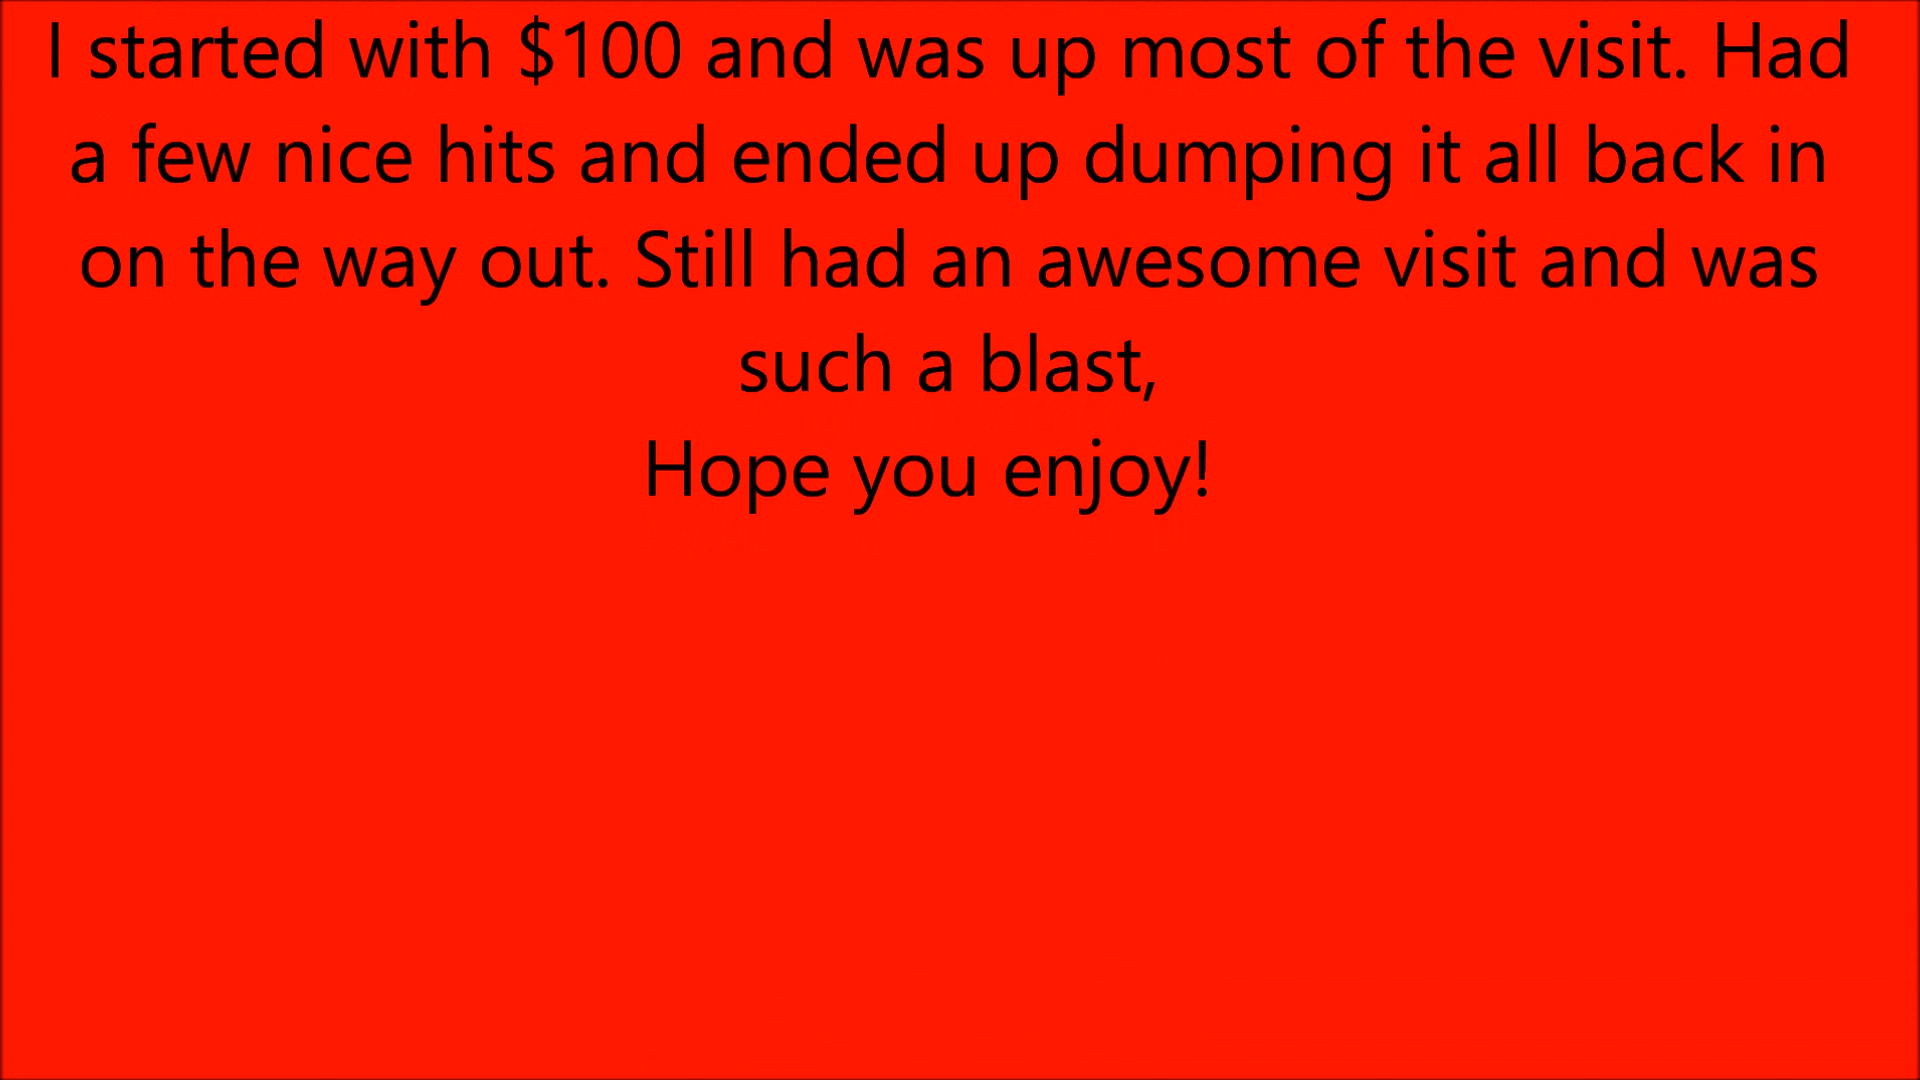 I started with $100 and was up most of the visit. Had
a few nice hits and ended up dumping it all back in
on the way out. Still had an awesome visit and was
such a blast,
Hope you enjoy!